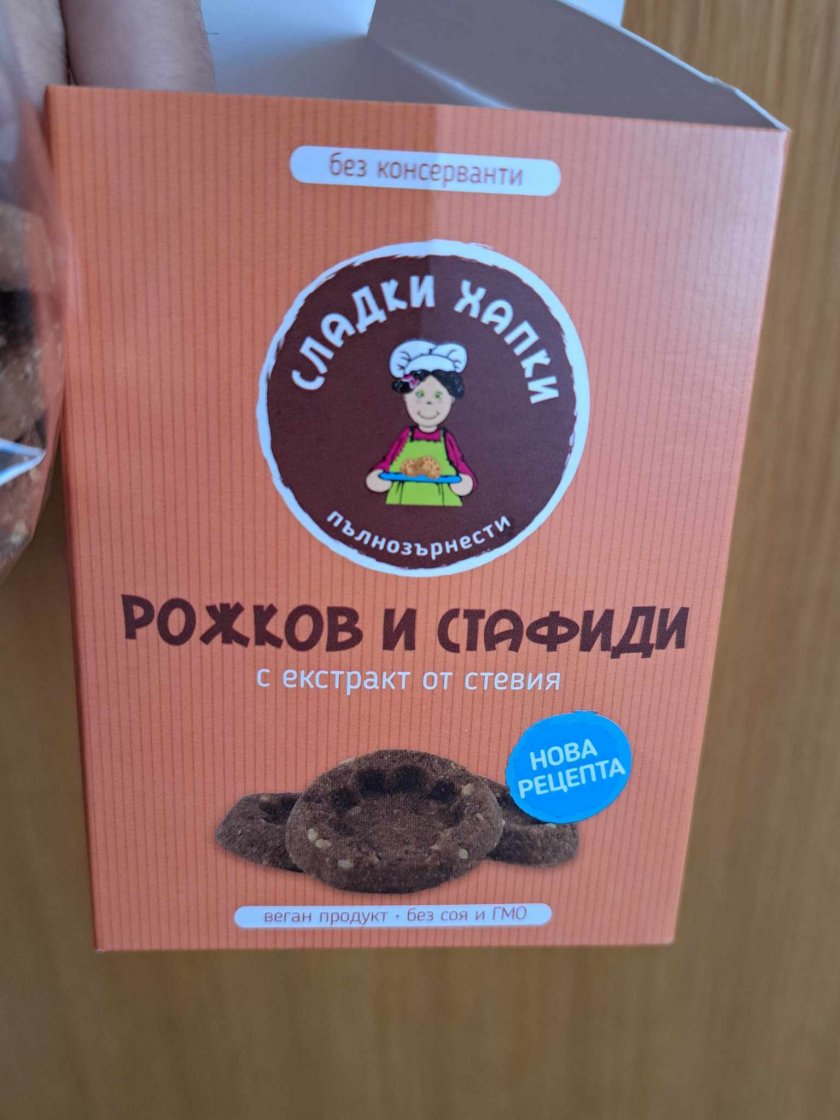 без консерванти
СЛАДКИ ХАПКИ
пълнозърнести
РОЖКОВ И СТАФИДИ
с екстракт от стевия
НОВА
РЕЦЕПТА
веган продукт · без соя и ГМО